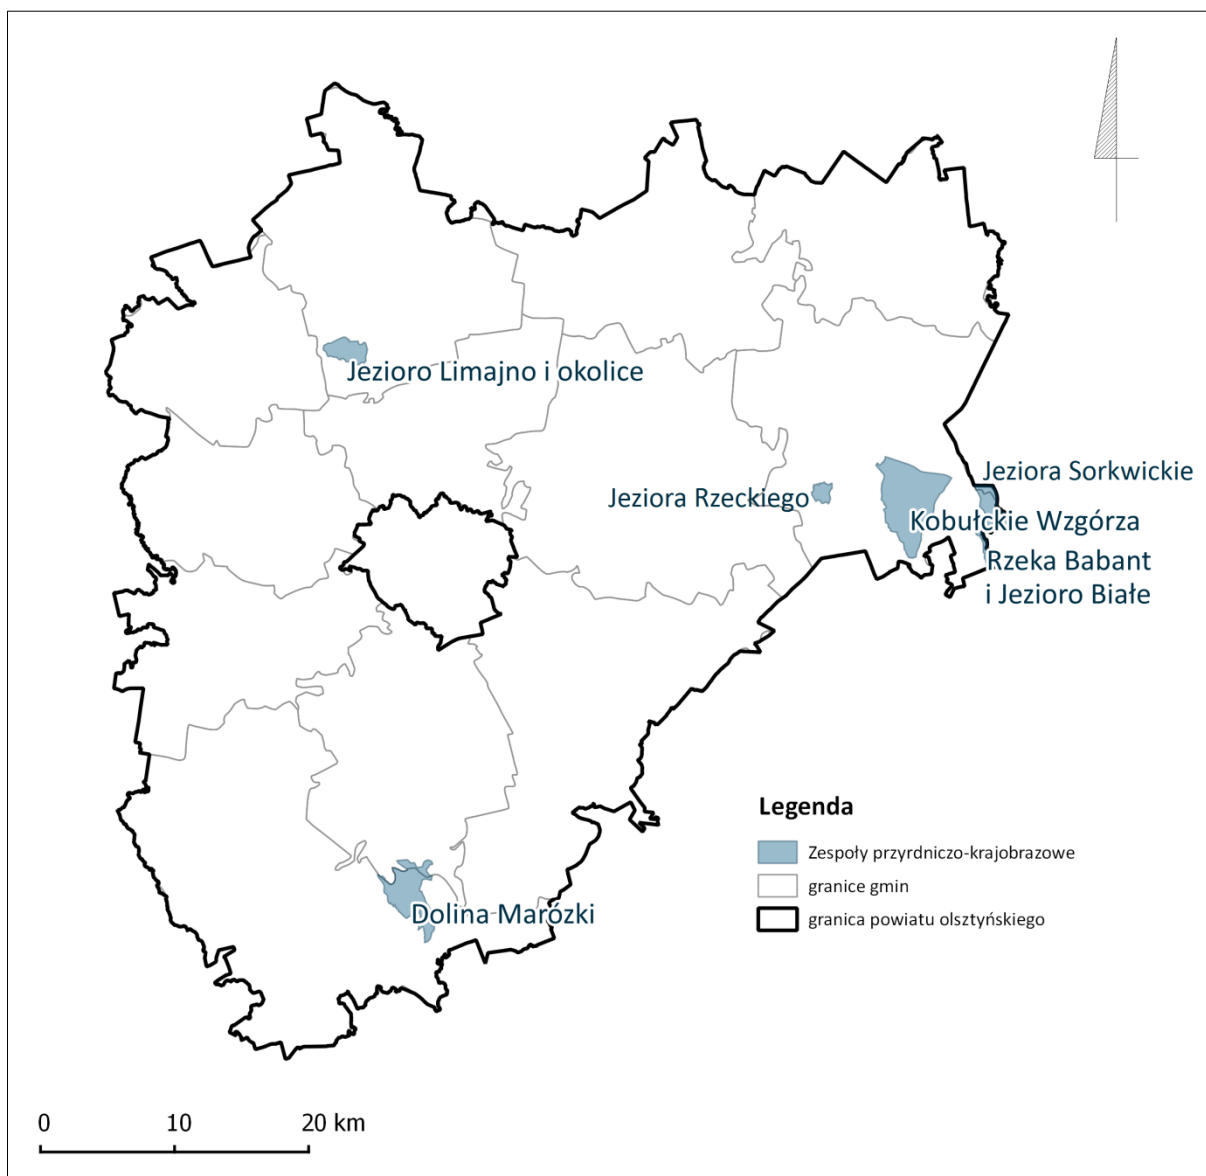 Jezioro Limajno i okolice
Jeziora Sorkwickie
Jeziora Rzeckiego
Kobułckie Wzgórza
Rzeka Babant
i Jezioro Białe
Legenda
Zespoły przyrdniczo-krajobrazowe
granice gmin
granica powiatu olsztyńskiego
Dolina Marózki
0 10 20 km